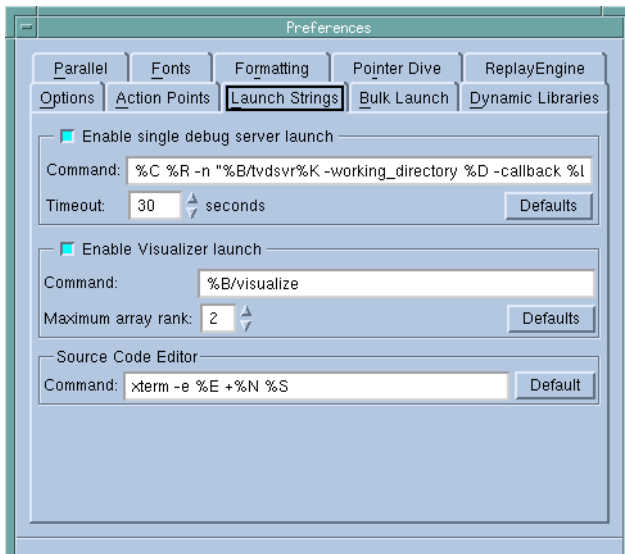 Preferences
Parallel Fonts Formatting Pointer Dive ReplayEngine
Options Action Points Launch Strings Bulk Launch Dynamic Libraries
Enable single debug server launch
Command: %C %R -n "%B/tvdsvr%K -working_directory %D -callback %L
Timeout: 30 seconds Defaults
Enable Visualizer launch
Command: %B/visualize
Maximum array rank: 2 Defaults
Source Code Editor
Command: xterm -e %E +%N %S Default